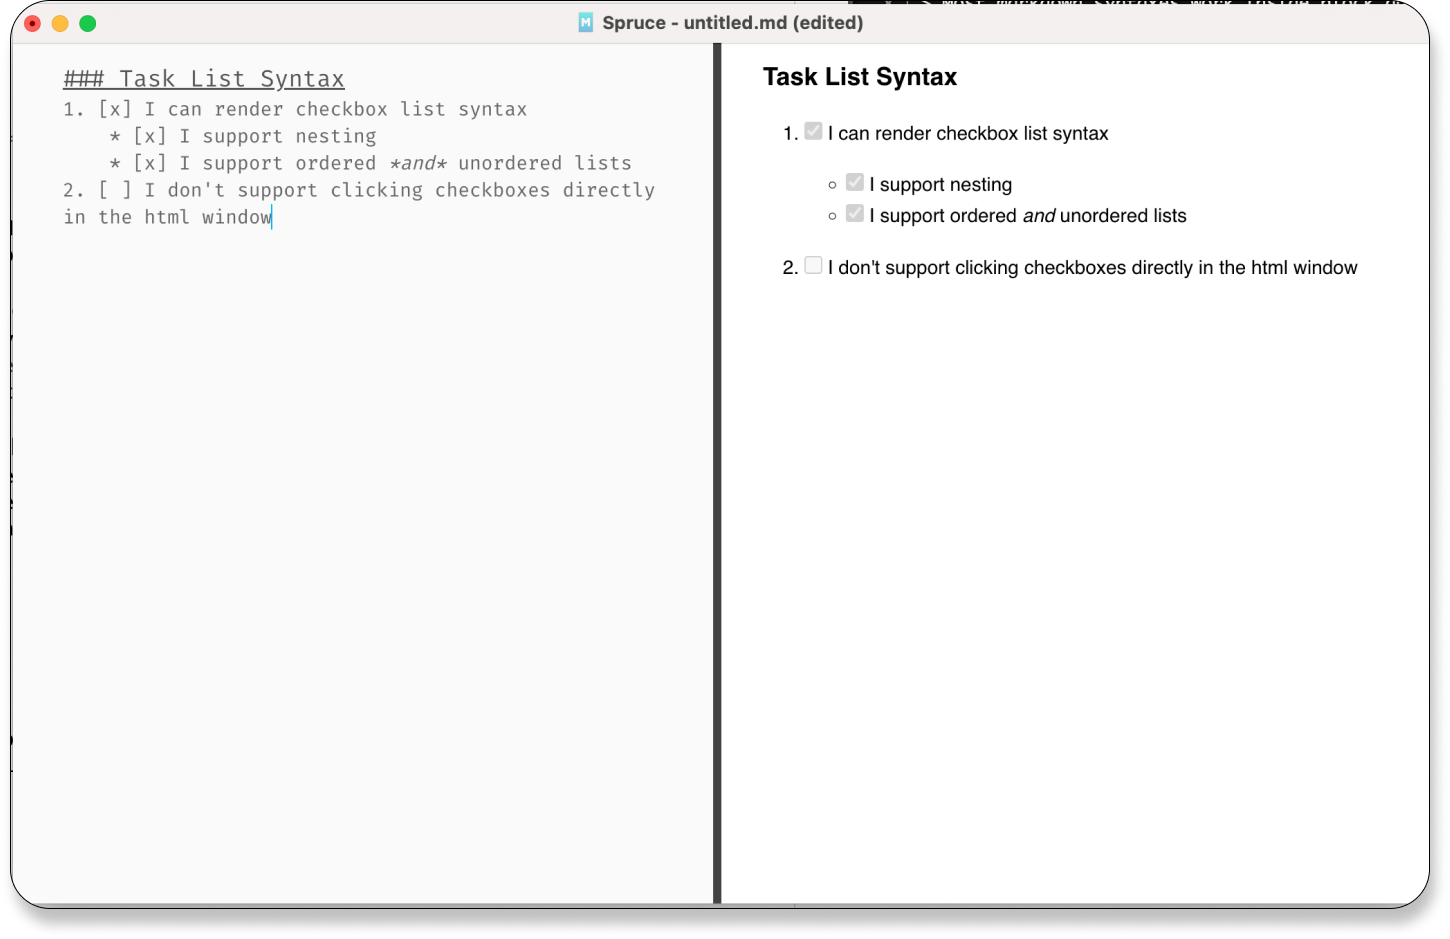 Spruce - untitled.md (edited)
### Task List Syntax
1. [x] I can render checkbox list syntax
* [x] I support nesting
* [x] I support ordered *and* unordered lists
2. [ ] I don't support clicking checkboxes directly
in the html window
Task List Syntax
1. I can render checkbox list syntax
I support nesting
I support ordered and unordered lists
2. I don't support clicking checkboxes directly in the html window